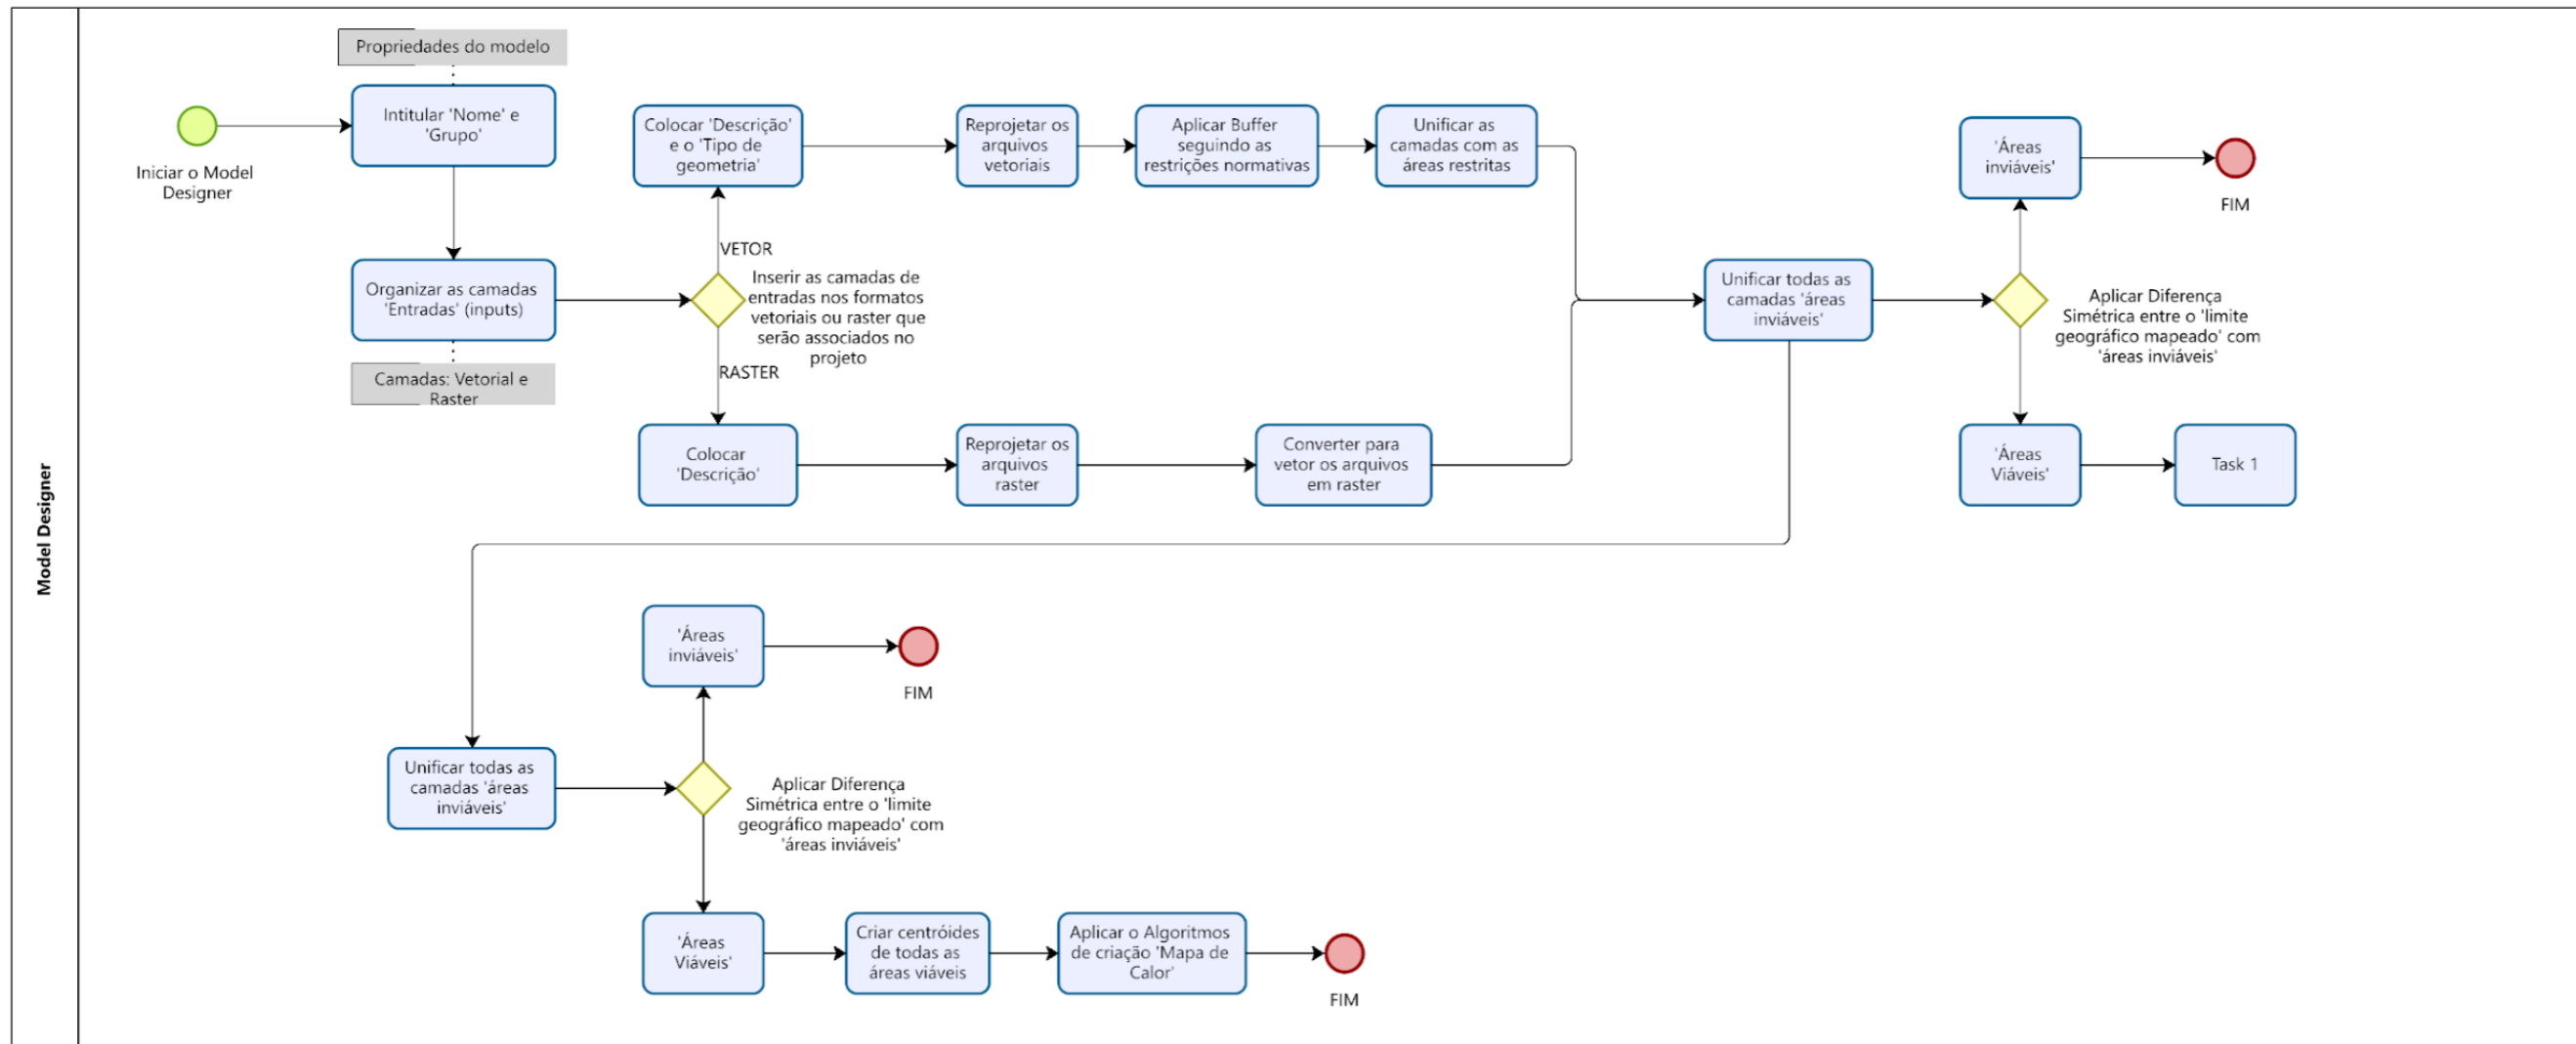 Model Designer
Propriedades do modelo
Intitular 'Nome' e
'Grupo'
Iniciar o Model
Designer
Organizar as camadas
'Entradas' (inputs)
Camadas: Vetorial e
Raster
Colocar 'Descrição'
e o 'Tipo de
geometria'
Reprojetar os
arquivos
vetoriais
Aplicar Buffer
seguindo as
restrições normativas
Unificar as
camadas com as
áreas restritas
VETOR
Inserir as camadas de
entradas nos formatos
vetoriais ou raster que
serão associados no
projeto
RASTER
Colocar
'Descrição'
Reprojetar os
arquivos
raster
Converter para
vetor os arquivos
em raster
Unificar todas as
camadas 'áreas
inviáveis'
'Áreas
inviáveis'
FIM
Aplicar Diferença
Simétrica entre o 'limite
geográfico mapeado' com
'áreas inviáveis'
'Áreas
Viáveis'
Task 1
Unificar todas as
camadas 'áreas
inviáveis'
'Áreas
inviáveis'
FIM
Aplicar Diferença
Simétrica entre o 'limite
geográfico mapeado' com
'áreas inviáveis'
'Áreas
Viáveis'
Criar centróides
de todas as
áreas viáveis
Aplicar o Algoritmos
de criação 'Mapa de
Calor'
FIM